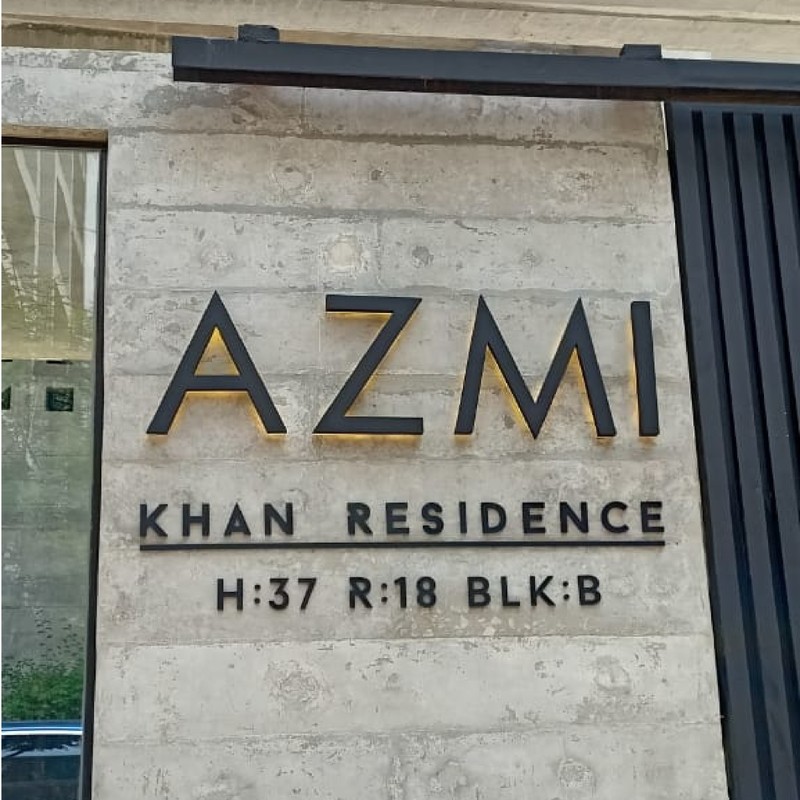 AZMI
KHAN RESIDENCE
H:37 R:18 BLK:B